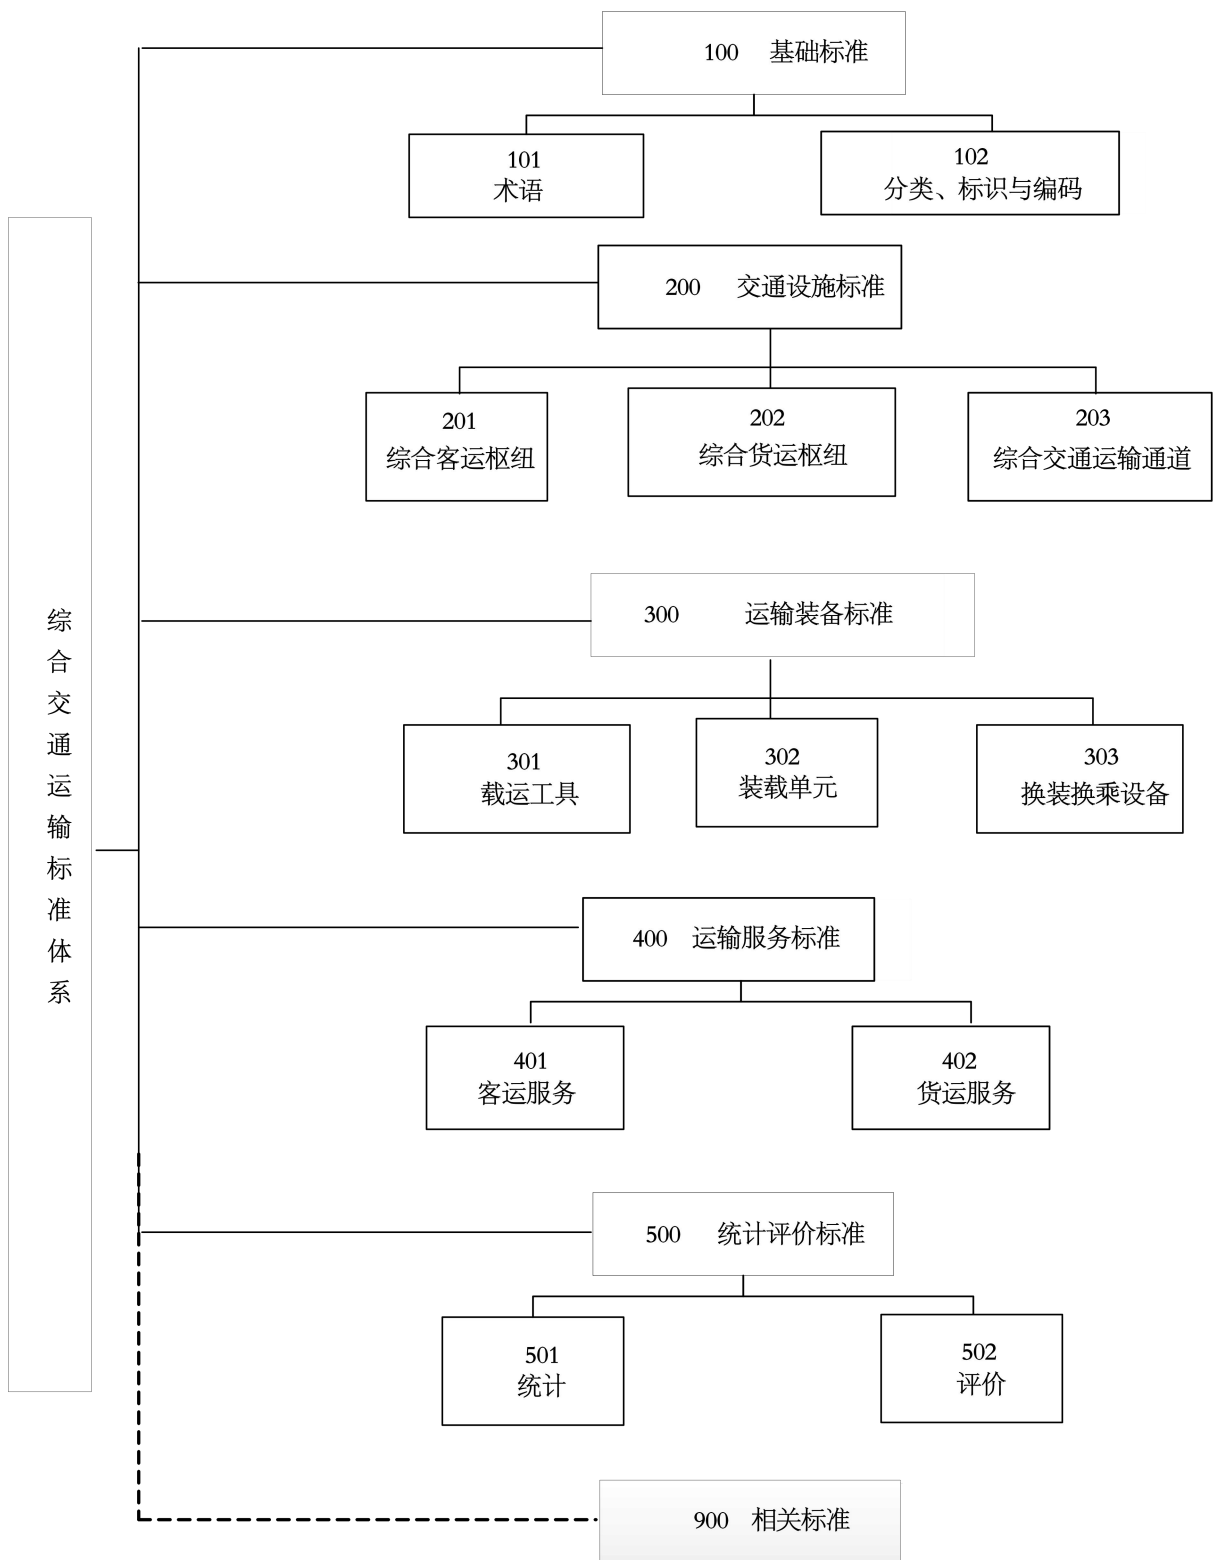 综合交通运输标准体系
100 基础标准
101
术语
102
分类、标识与编码
200 交通设施标准
201
综合客运枢纽
202
综合货运枢纽
203
综合交通运输通道
300 运输装备标准
301
载运工具
302
装载单元
303
换装换乘设备
400 运输服务标准
401
客运服务
402
货运服务
500 统计评价标准
501
统计
502
评价
900 相关标准